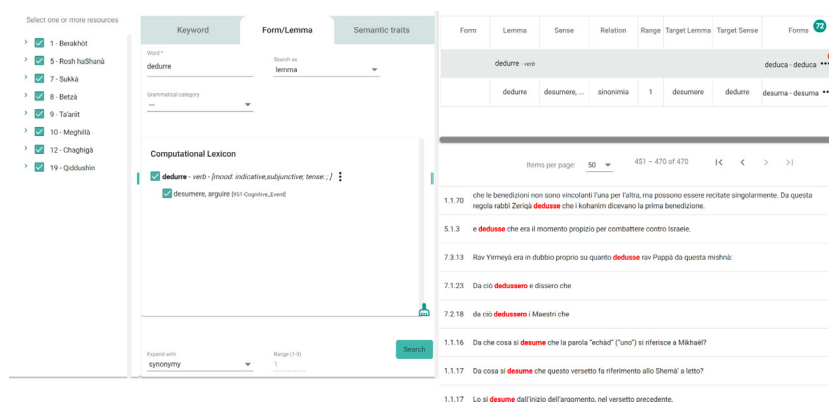 Select one or more resources
1 - Berakhòt
5 - Rosh haShanà
7 - Sukkà
8 - Betzà
9 - Ta'anìt
10 - Meghillà
12 - Chaghigà
19 - Qiddushìn
Keyword Form/Lemma Semantic traits
Word * Search as
dedurre lemma
Grammatical category
—
Computational Lexicon
dedurre - verb - [mood: indicative,subjunctive; tense: ; ]
desumere, arguire [951-Cognitive_Event]
Search
Expand with Range (1-3)
synonymy 1
Form Lemma Sense Relation Range Target Lemma Target Sense Forms 72
dedurre - verb deduca - deduca
dedurre desumere, ... sinonimia 1 desumere dedurre desuma - desuma
Items per page: 50 451 – 470 of 470
1.1.70 che le benedizioni non sono vincolanti l'una per l'altra, ma possono essere recitate singolarmente. Da questa
regola rabbì Zerìqà dedusse che i kohanìm dicevano la prima benedizione.
5.1.3 e dedusse che era il momento propizio per combattere contro Israele.
7.3.13 Rav Yirmeyà era in dubbio proprio su quanto dedusse rav Pappà da questa mishnà:
7.1.23 Da ciò dedussero e dissero che
7.2.18 da ciò dedussero i Maestri che
1.1.16 Da che cosa si desume che la parola "echàd" ("uno") si riferisce a Mikhaèl?
1.1.17 Da cosa si desume che questo versetto fa riferimento allo Shemà' a letto?
1.1.17 Lo si desume dall'inizio dell'argomento, nel versetto precedente.